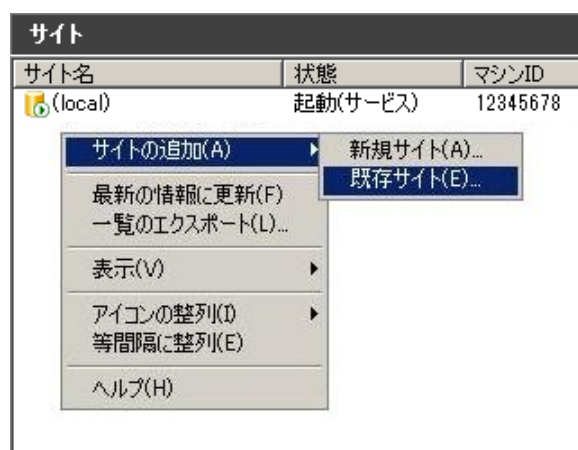 サイト
サイト名 状態 マシンID
(local) 起動(サービス) 12345678
サイトの追加(A) 新規サイト(A)...
既存サイト(E)...
最新の情報に更新(F)
一覧のエクスポート(L)...
表示(V)
アイコンの整列(I)
等間隔に整列(E)
ヘルプ(H)